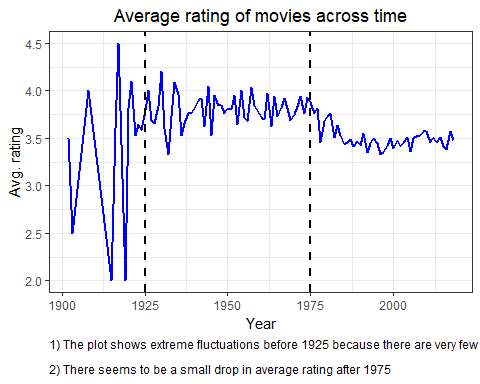 Average rating of movies across time
4.5
4.0
3.5
3.0
2.5
2.0
Avg. rating
1900 1925 1950 1975 2000
Year
1) The plot shows extreme fluctuations before 1925 because there are very few
2) There seems to be a small drop in average rating after 1975